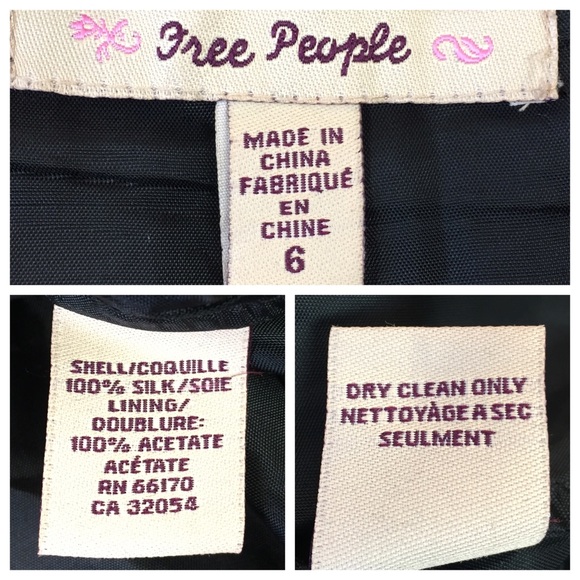 Free People
MADE IN
CHINA
FABRIQUÉ
EN
CHINE
6
SHELL/COQUILLE
100% SILK/SOIE
LINING/
DOUBLURE:
100% ACETATE
ACÉTATE
RN 66170
CA 32054
DRY CLEAN ONLY
NETTOYÀGE A SEC
SEULMENT